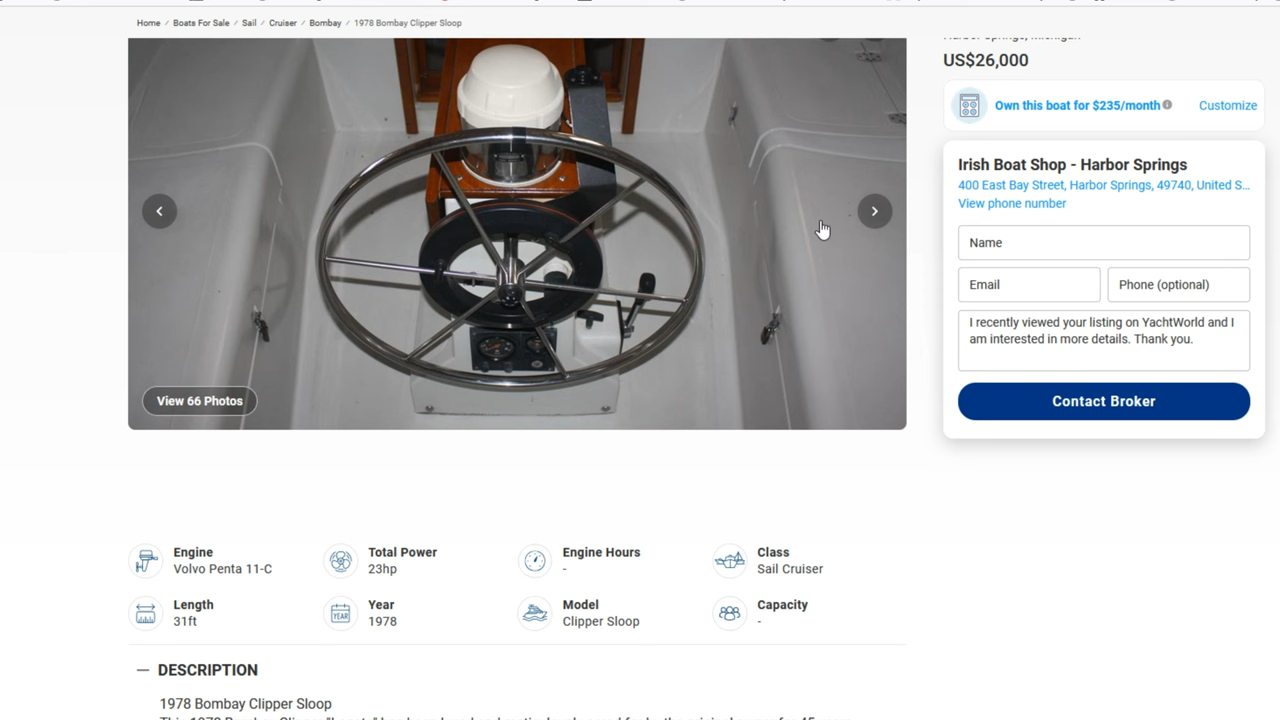 Home / Boats For Sale / Sail / Cruiser / Bombay / 1978 Bombay Clipper Sloop
Harbor Springs, Michigan
US$26,000
Own this boat for $235/month
Customize
Irish Boat Shop - Harbor Springs
400 East Bay Street, Harbor Springs, 49740, United S...
View phone number
Name
Email
Phone (optional)
I recently viewed your listing on YachtWorld and I
am interested in more details. Thank you.
Contact Broker
View 66 Photos
Engine
Volvo Penta 11-C
Total Power
23hp
Engine Hours
-
Class
Sail Cruiser
Length
31ft
YEAR
Year
1978
Model
Clipper Sloop
Capacity
-
DESCRIPTION
1978 Bombay Clipper Sloop